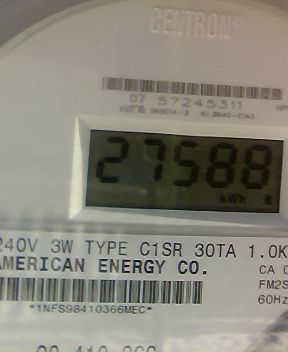 CENTRON®
07 57245311
27588
kWh
240V 3W TYPE C1SR 30TA 1.0K
AMERICAN ENERGY CO.
CA
FM2S
60Hz
*1NFS98410366MEC*